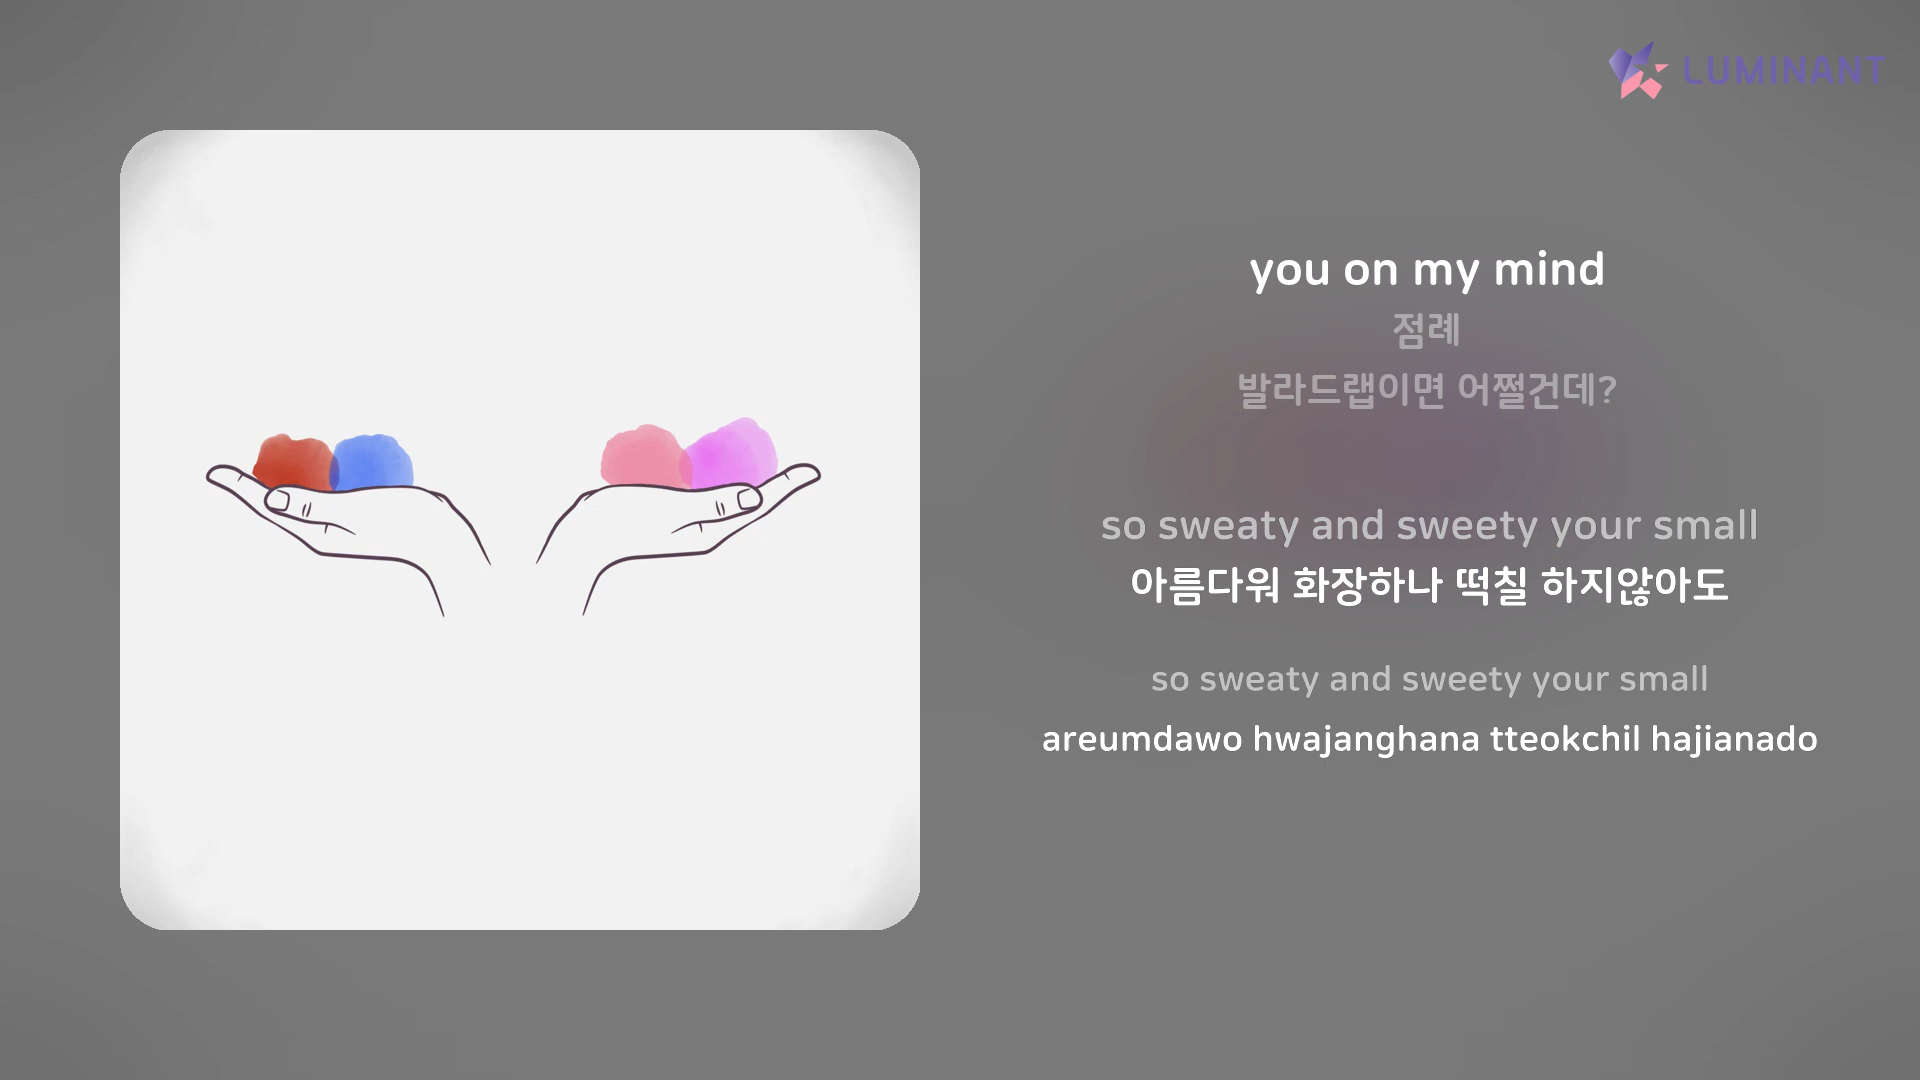 LUMINANT
you on my mind
점례
발라드랩이면 어쩔건데?
so sweaty and sweety your small
아름다워 화장하나 떡칠 하지않아도
so sweaty and sweety your small
areumdawo hwajanghana tteokchil hajianado